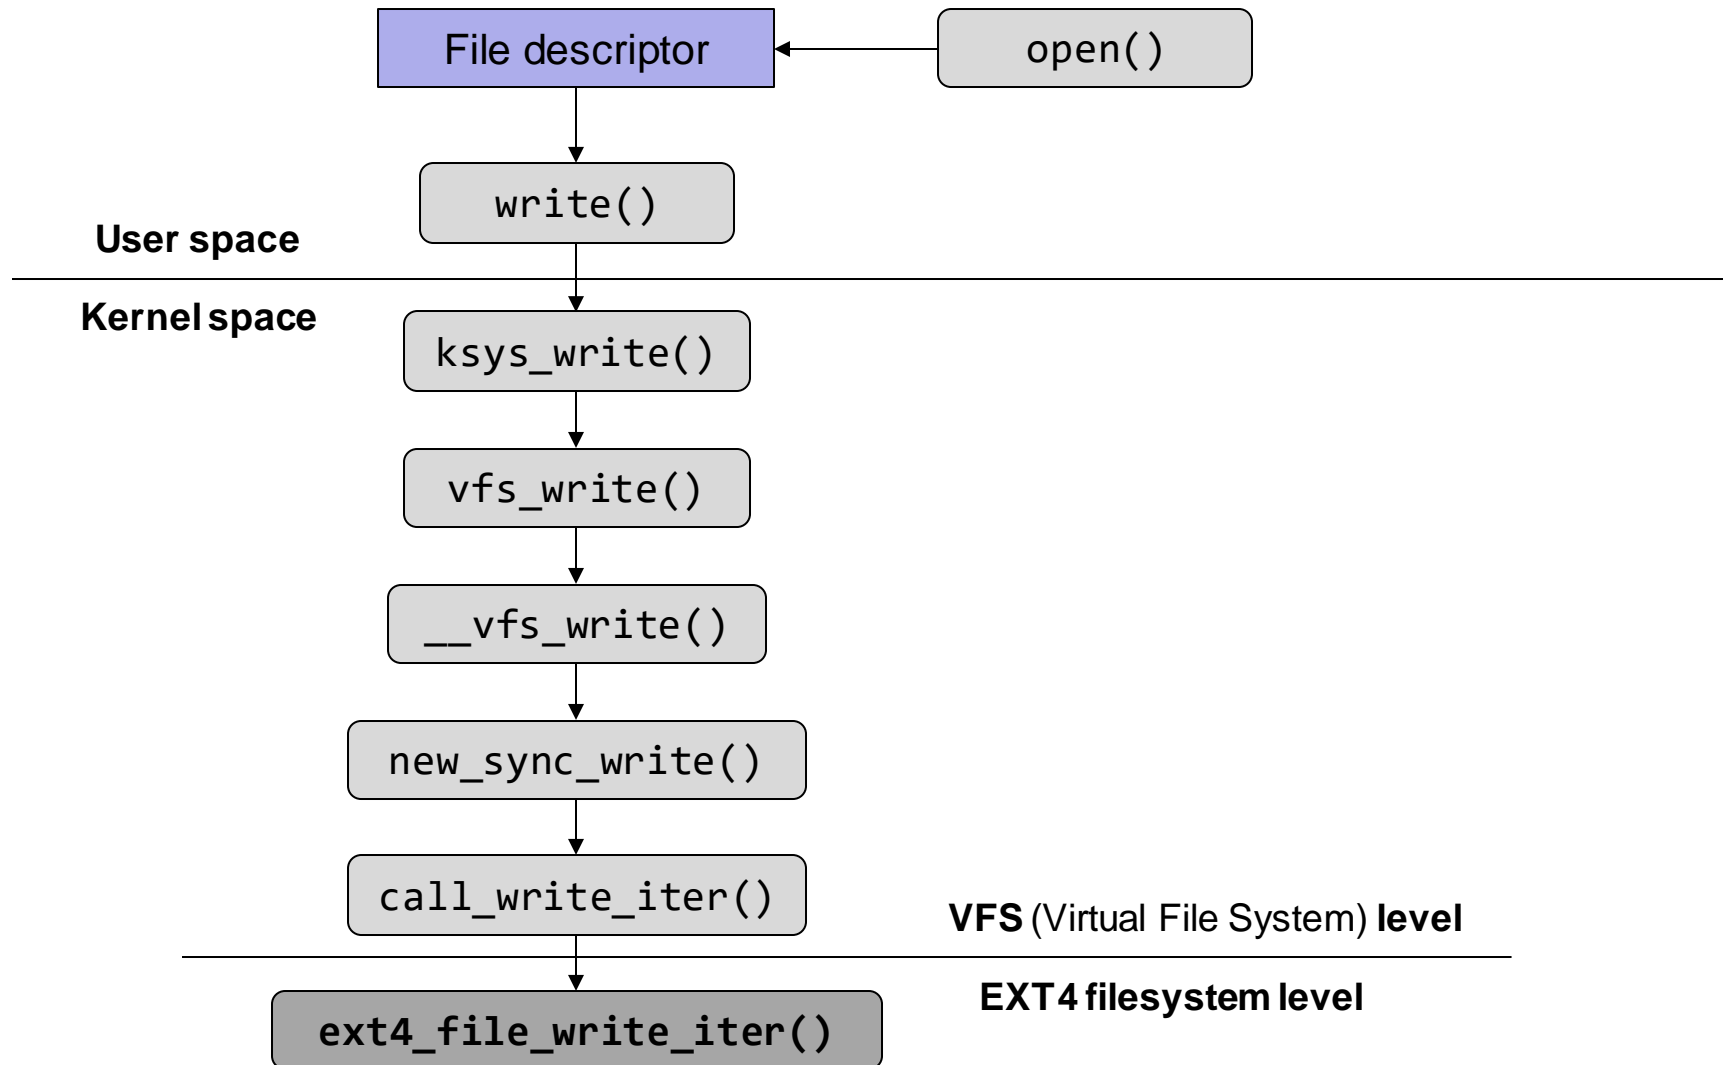 File descriptor
open()
write()
User space
Kernel space
ksys_write()
vfs_write()
__vfs_write()
new_sync_write()
call_write_iter()
VFS (Virtual File System) level
EXT4 filesystem level
ext4_file_write_iter()